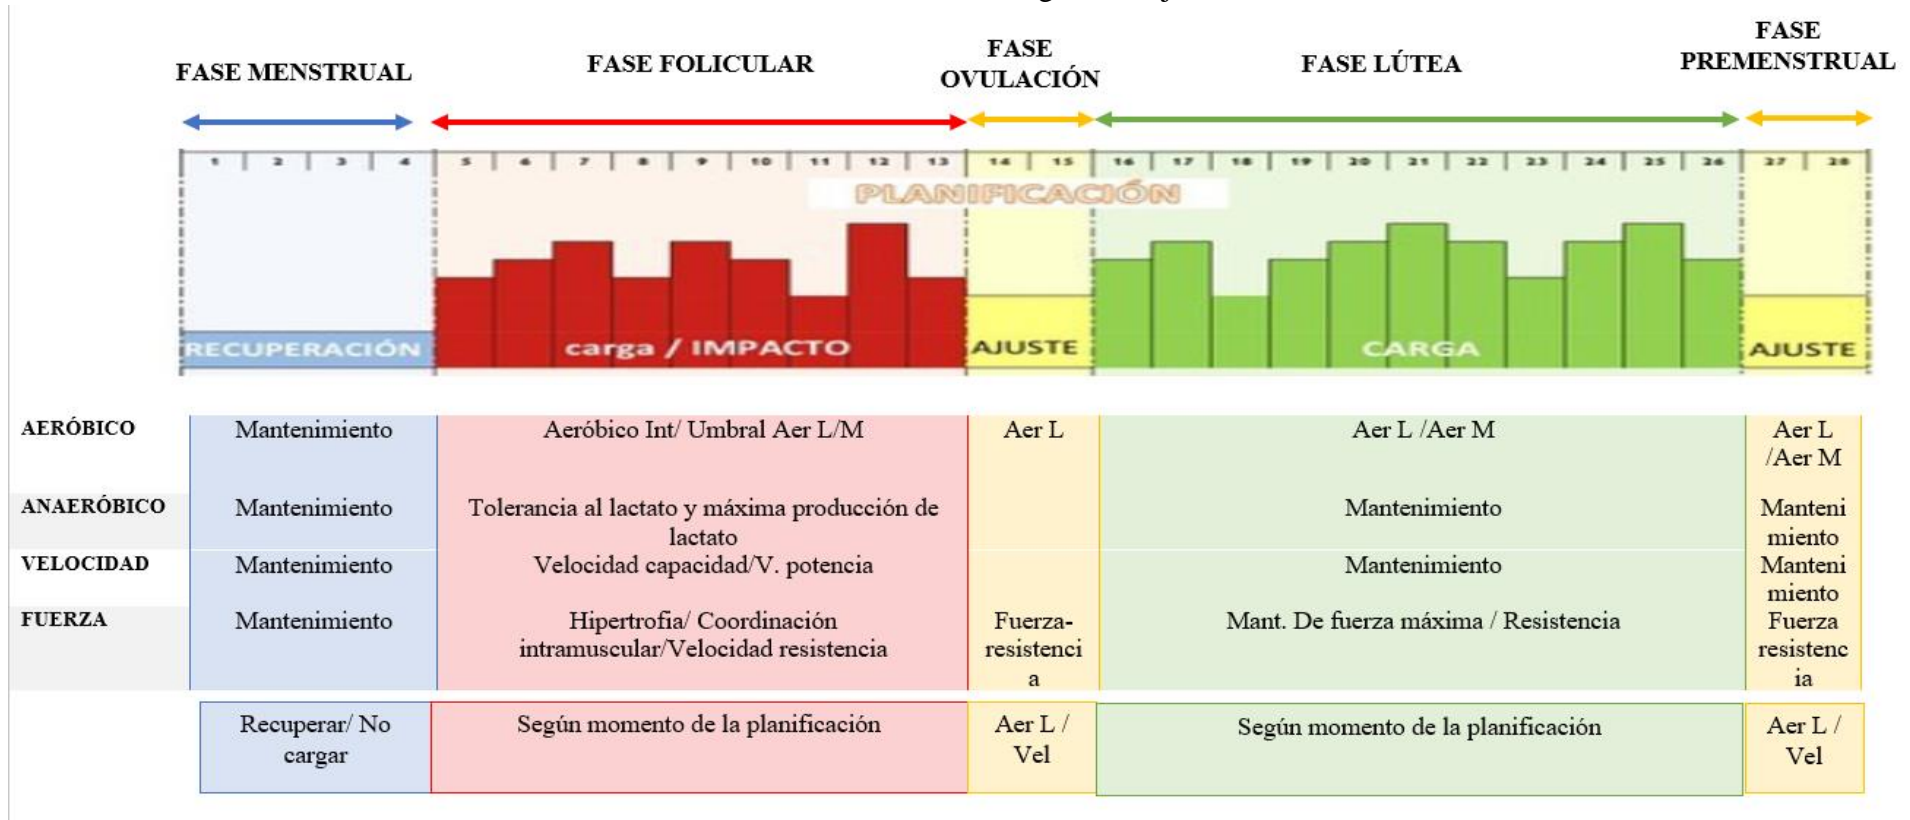 FASE MENSTRUAL
FASE FOLICULAR
FASE
OVULACIÓN
FASE LÚTEA
FASE
PREMENSTRUAL
1 2 3 4 5 6 7 8 9 10 11 12 13 14 15 16 17 18 19 20 21 22 23 24 25 26 27 28
PLANIFICACIÓN
RECUPERACIÓN
carga / IMPACTO
AJUSTE
CARGA
AJUSTE
AERÓBICO
Mantenimiento
Aeróbico Int/ Umbral Aer L/M
Aer L
Aer L /Aer M
Aer L
/Aer M
ANAERÓBICO
Mantenimiento
Tolerancia al lactato y máxima producción de
lactato
Mantenimiento
Manteni
miento
VELOCIDAD
Mantenimiento
Velocidad capacidad/V. potencia
Mantenimiento
Manteni
miento
FUERZA
Mantenimiento
Hipertrofia/ Coordinación
intramuscular/Velocidad resistencia
Fuerza-
resistenci
a
Mant. De fuerza máxima / Resistencia
Fuerza
resistenc
ia
Recuperar/ No
cargar
Según momento de la planificación
Aer L /
Vel
Según momento de la planificación
Aer L /
Vel